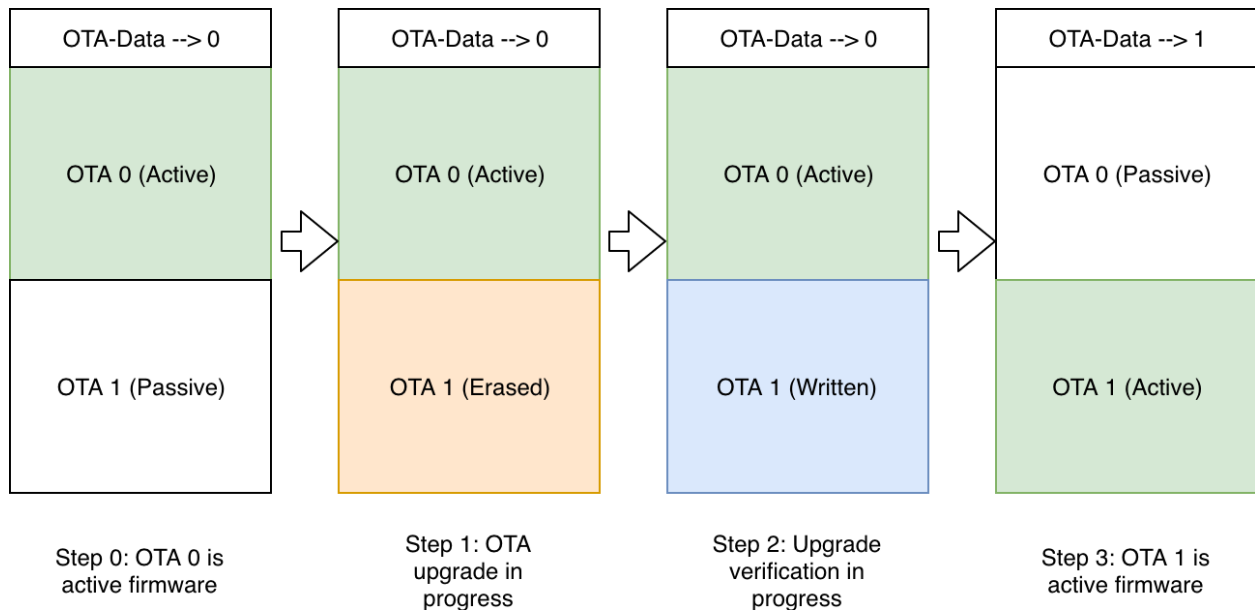 OTA-Data --> 0
OTA 0 (Active)
OTA 1 (Passive)
Step 0: OTA 0 is
active firmware
OTA-Data --> 0
OTA 0 (Active)
OTA 1 (Erased)
Step 1: OTA
upgrade in
progress
OTA-Data --> 0
OTA 0 (Active)
OTA 1 (Written)
Step 2: Upgrade
verification in
progress
OTA-Data --> 1
OTA 0 (Passive)
OTA 1 (Active)
Step 3: OTA 1 is
active firmware